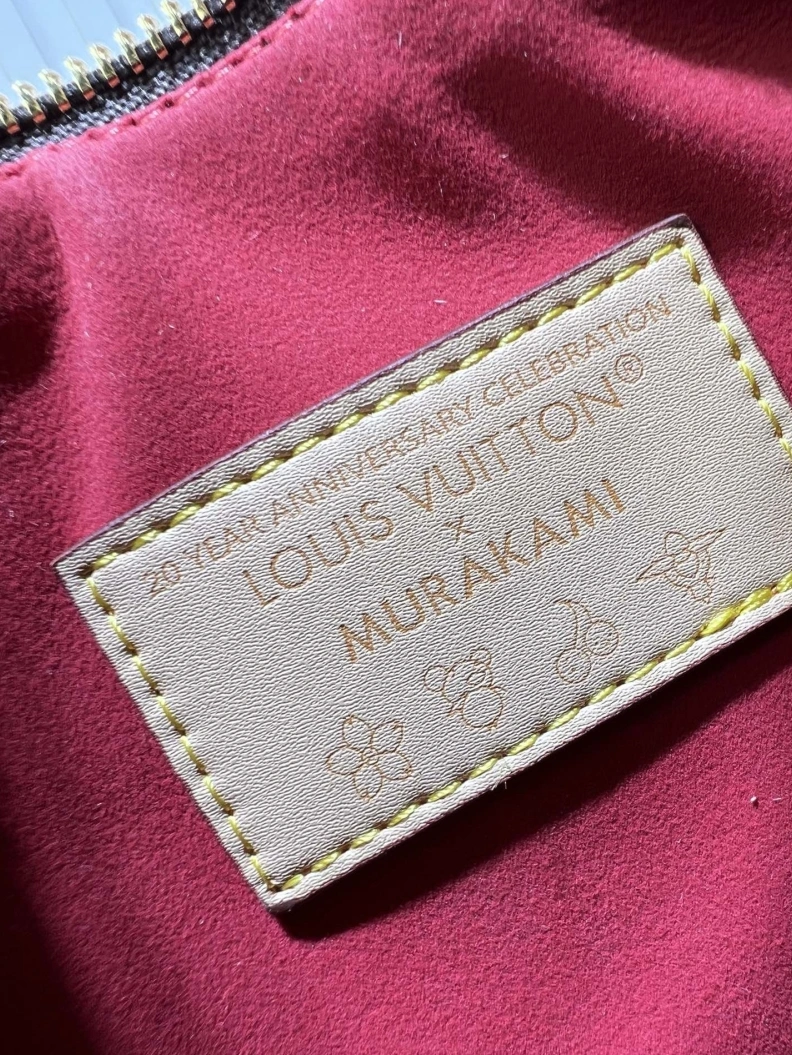 20 YEAR ANNIVERSARY CELEBRATION
LOUIS VUITTON®
×
MURAKAMI